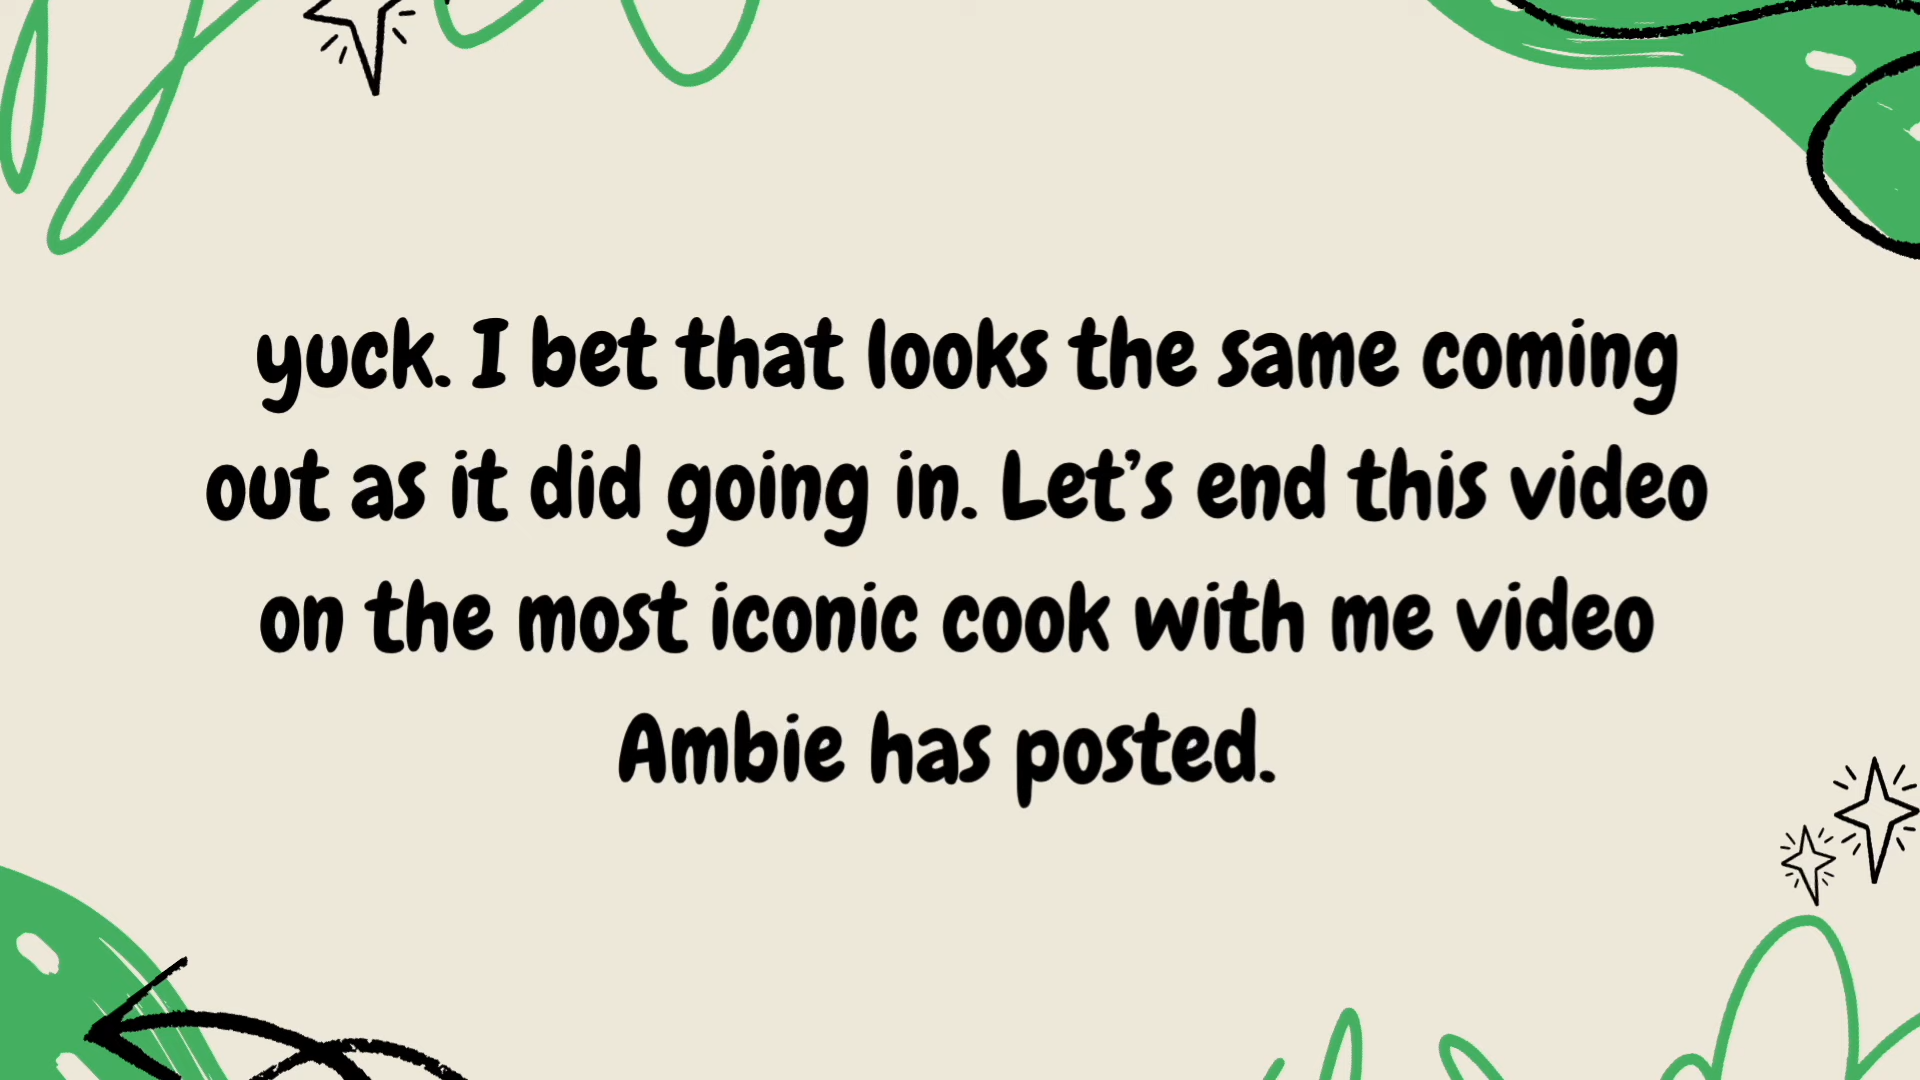 yuck. I bet that looks the same coming
out as it did going in. Let's end this video
on the most iconic cook with me video
Ambie has posted.